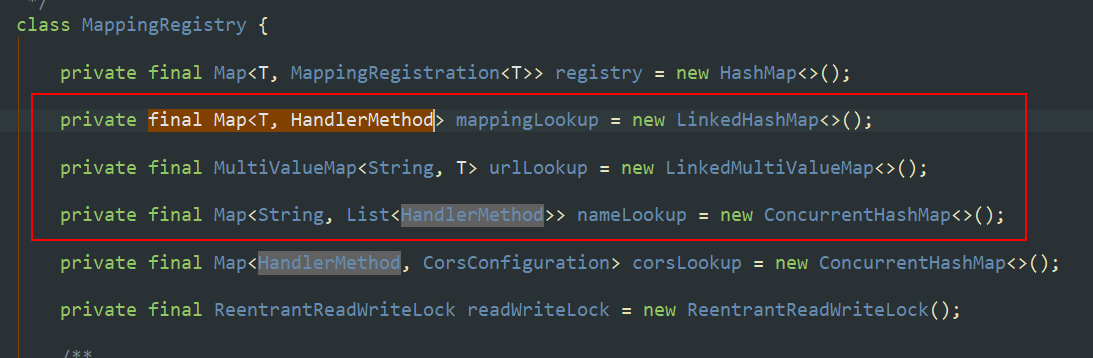 */
class MappingRegistry {
private final Map<T, MappingRegistration<T>> registry = new HashMap<>();
private final Map<T, HandlerMethod> mappingLookup = new LinkedHashMap<>();
private final MultiValueMap<String, T> urlLookup = new LinkedMultiValueMap<>();
private final Map<String, List<HandlerMethod>> nameLookup = new ConcurrentHashMap<>();
private final Map<HandlerMethod, CorsConfiguration> corsLookup = new ConcurrentHashMap<>();
private final ReentrantReadWriteLock readWriteLock = new ReentrantReadWriteLock();
/**